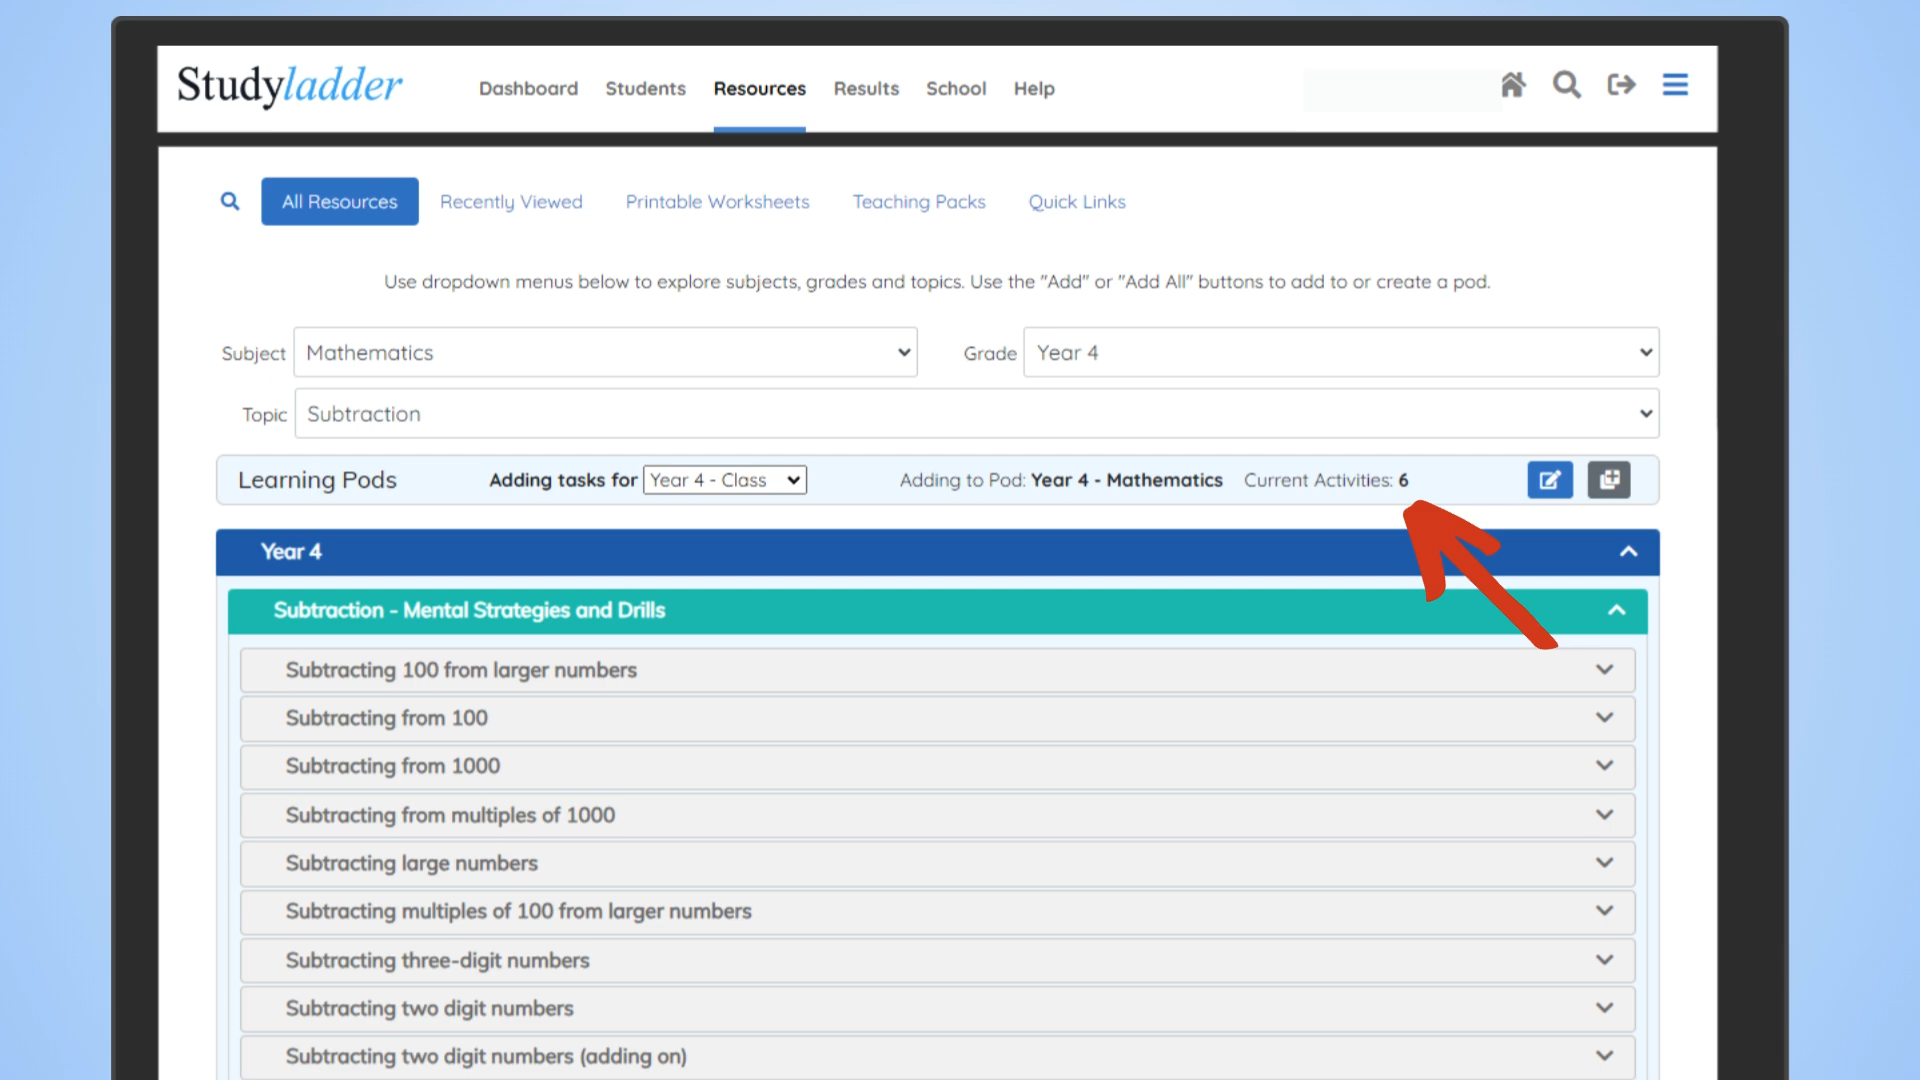 Studyladder Dashboard Students Resources Results School Help
All Resources Recently Viewed Printable Worksheets Teaching Packs Quick Links
Use dropdown menus below to explore subjects, grades and topics. Use the "Add" or "Add All" buttons to add to or create a pod.
Subject Mathematics Grade Year 4
Topic Subtraction
Learning Pods Adding tasks for Year 4 - Class Adding to Pod: Year 4 - Mathematics Current Activities: 6
Year 4
Subtraction - Mental Strategies and Drills
Subtracting 100 from larger numbers
Subtracting from 100
Subtracting from 1000
Subtracting from multiples of 1000
Subtracting large numbers
Subtracting multiples of 100 from larger numbers
Subtracting three-digit numbers
Subtracting two digit numbers
Subtracting two digit numbers (adding on)